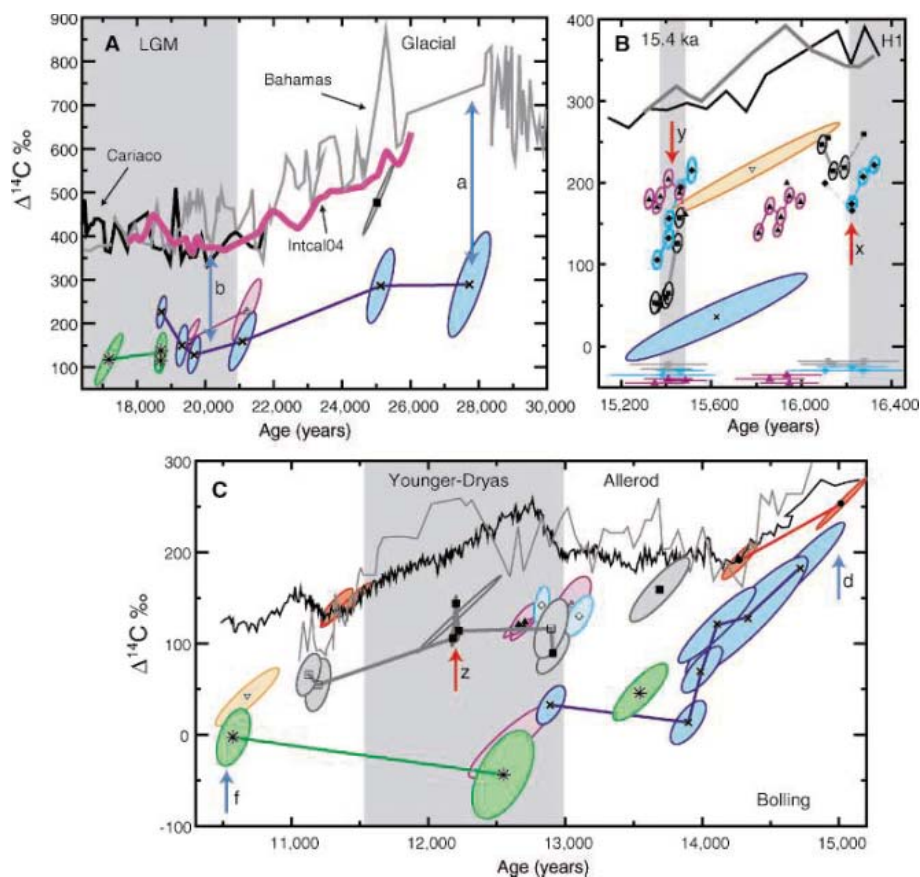 A
LGM
Glacial
Bahamas
Cariaco
Intcal04
a
b
Δ14C ‰
900
800
700
600
500
400
300
200
100
18,000 20,000 22,000 24,000 26,000 28,000 30,000
Age (years)
B
15.4 ka
H1
y
x
400
300
200
100
0
15,200 15,600 16,000 16,400
Age (years)
C
Younger-Dryas
Allerod
Bolling
z
d
f
Δ14C ‰
300
200
100
0
-100
11,000 12,000 13,000 14,000 15,000
Age (years)